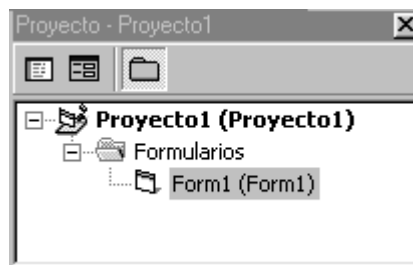 Proyecto - Proyecto1
Proyecto1 (Proyecto1)
Formularios
Form1 (Form1)